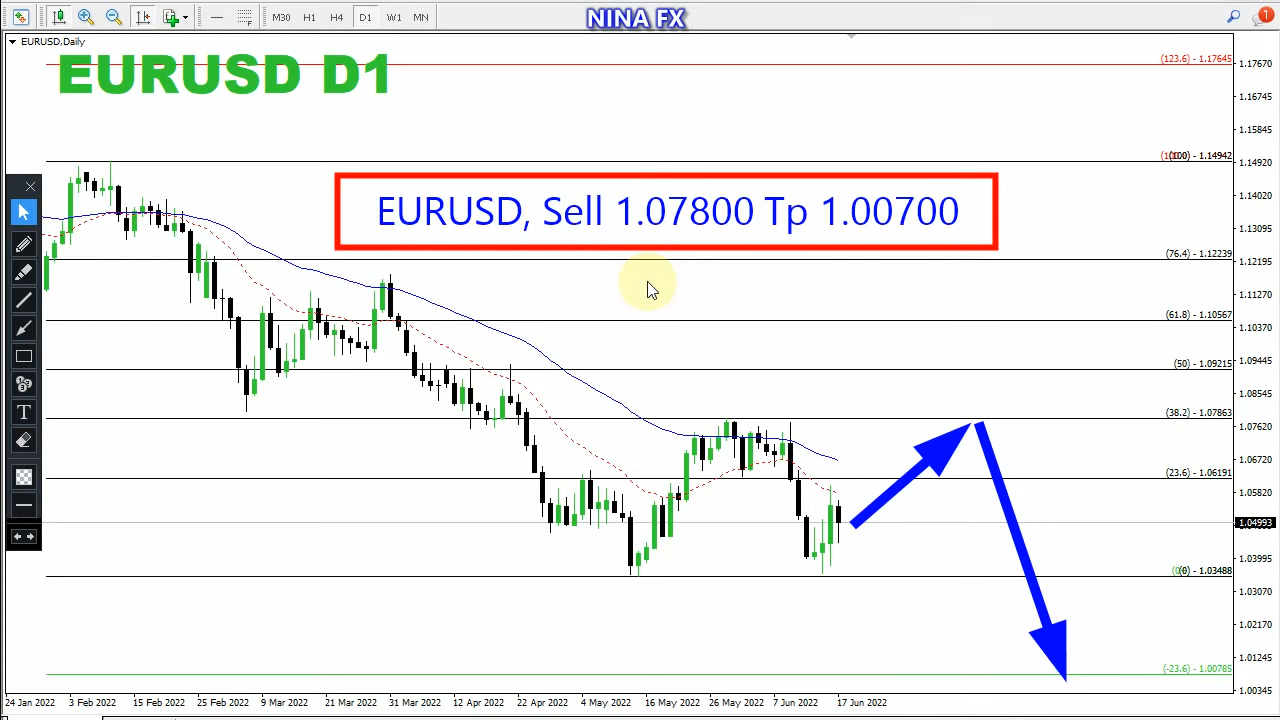 M30 H1 H4 D1 W1 MN
NINA FX
1
EURUSD,Daily
EURUSD D1
EURUSD, Sell 1.07800 Tp 1.00700
(123.6) - 1.17645
(100) - 1.14942
(76.4) - 1.12239
(61.8) - 1.10567
(50) - 1.09215
(38.2) - 1.07863
(23.6) - 1.06191
(0) - 1.03488
(-23.6) - 1.00785
1.17670
1.16745
1.15845
1.14920
1.14020
1.13095
1.12195
1.11270
1.10370
1.09445
1.08545
1.07620
1.06720
1.05820
1.04993
1.03995
1.03070
1.02170
1.01245
1.00345
T
24 Jan 2022 3 Feb 2022 15 Feb 2022 25 Feb 2022 9 Mar 2022 21 Mar 2022 31 Mar 2022 12 Apr 2022 22 Apr 2022 4 May 2022 16 May 2022 26 May 2022 7 Jun 2022 17 Jun 2022